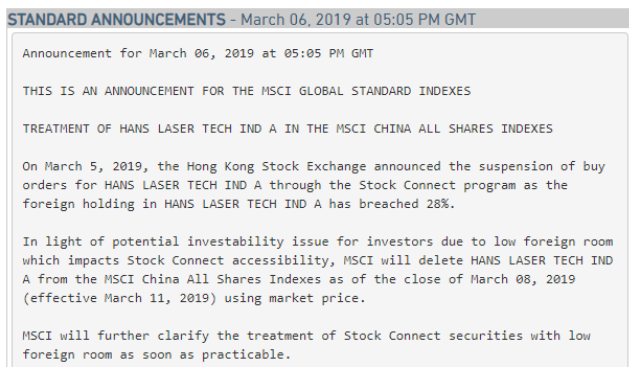 STANDARD ANNOUNCEMENTS - March 06, 2019 at 05:05 PM GMT
Announcement for March 06, 2019 at 05:05 PM GMT
THIS IS AN ANNOUNCEMENT FOR THE MSCI GLOBAL STANDARD INDEXES
TREATMENT OF HANS LASER TECH IND A IN THE MSCI CHINA ALL SHARES INDEXES
On March 5, 2019, the Hong Kong Stock Exchange announced the suspension of buy
orders for HANS LASER TECH IND A through the Stock Connect program as the
foreign holding in HANS LASER TECH IND A has breached 28%.
In light of potential investability issue for investors due to low foreign room
which impacts Stock Connect accessibility, MSCI will delete HANS LASER TECH IND
A from the MSCI China All Shares Indexes as of the close of March 08, 2019
(effective March 11, 2019) using market price.
MSCI will further clarify the treatment of Stock Connect securities with low
foreign room as soon as practicable.